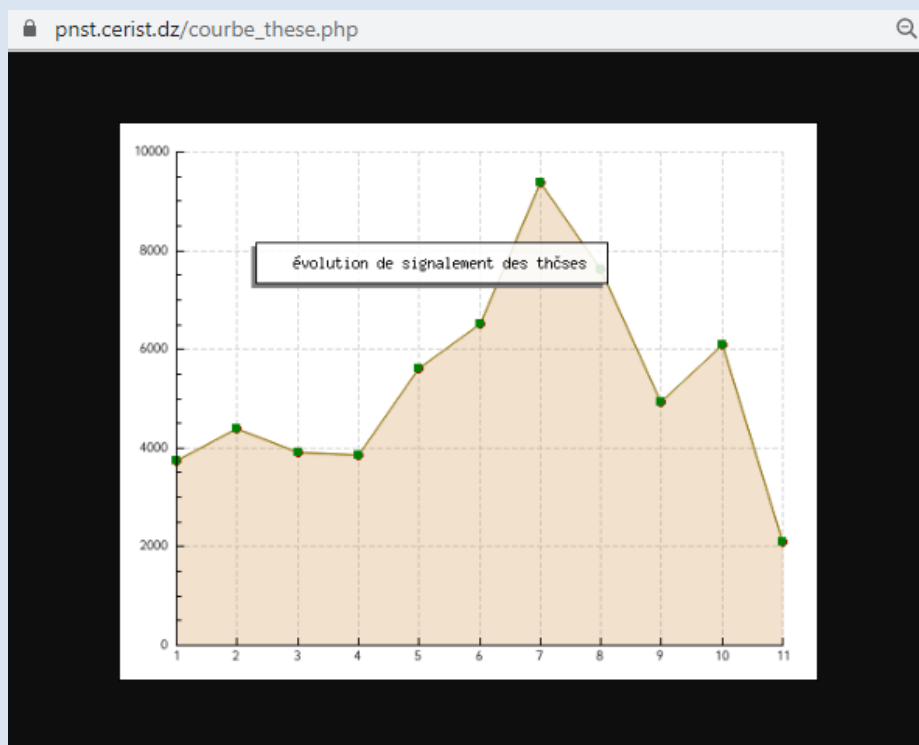 pnst.cerist.dz/courbe_these.php
10000
évolution de signalement des thčses
8000
6000
4000
2000
0
1 2 3 4 5 6 7 8 9 10 11